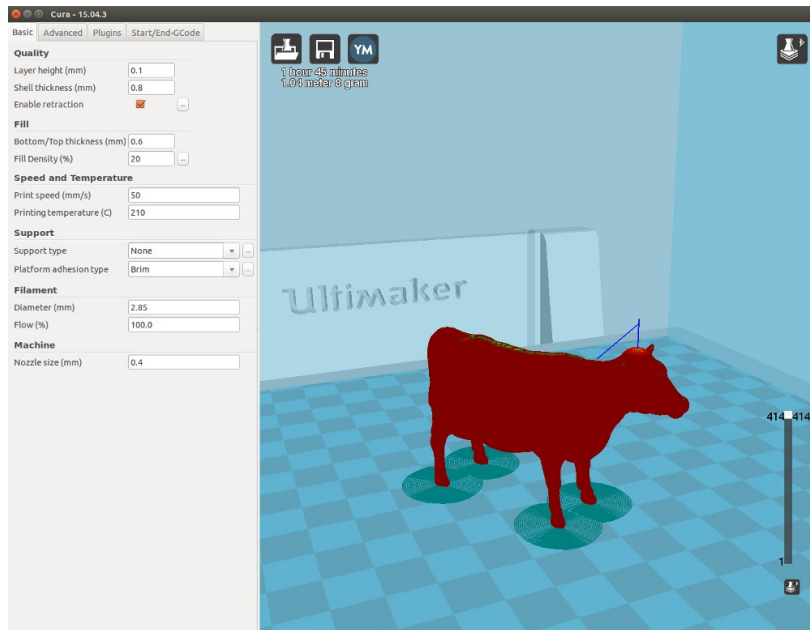 Cura - 15.04.3
Basic Advanced Plugins Start/End-GCode
Quality
Layer height (mm) 0.1
Shell thickness (mm) 0.8
Enable retraction ...
Fill
Bottom/Top thickness (mm) 0.6
Fill Density (%) 20 ...
Speed and Temperature
Print speed (mm/s) 50
Printing temperature (C) 210
Support
Support type None ...
Platform adhesion type Brim ...
Filament
Diameter (mm) 2.85
Flow (%) 100.0
Machine
Nozzle size (mm) 0.4
YM
1 hour 45 minutes
1.04 meter 8 gram
Ultimaker
414 414
1